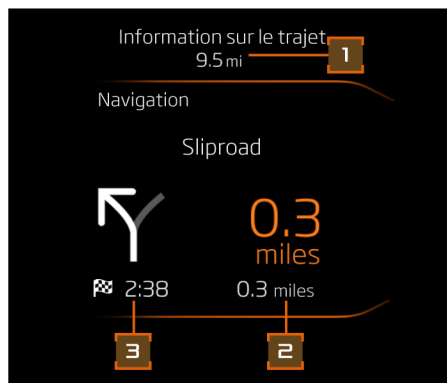 Information sur le trajet
9.5 mi
1
Navigation
Sliproad
0.3
miles
2:38
0.3 miles
3
2